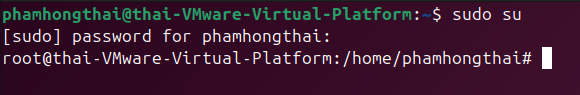 phamhongthai@thai-VMware-Virtual-Platform:~$ sudo su
[sudo] password for phamhongthai:
root@thai-VMware-Virtual-Platform:/home/phamhongthai#